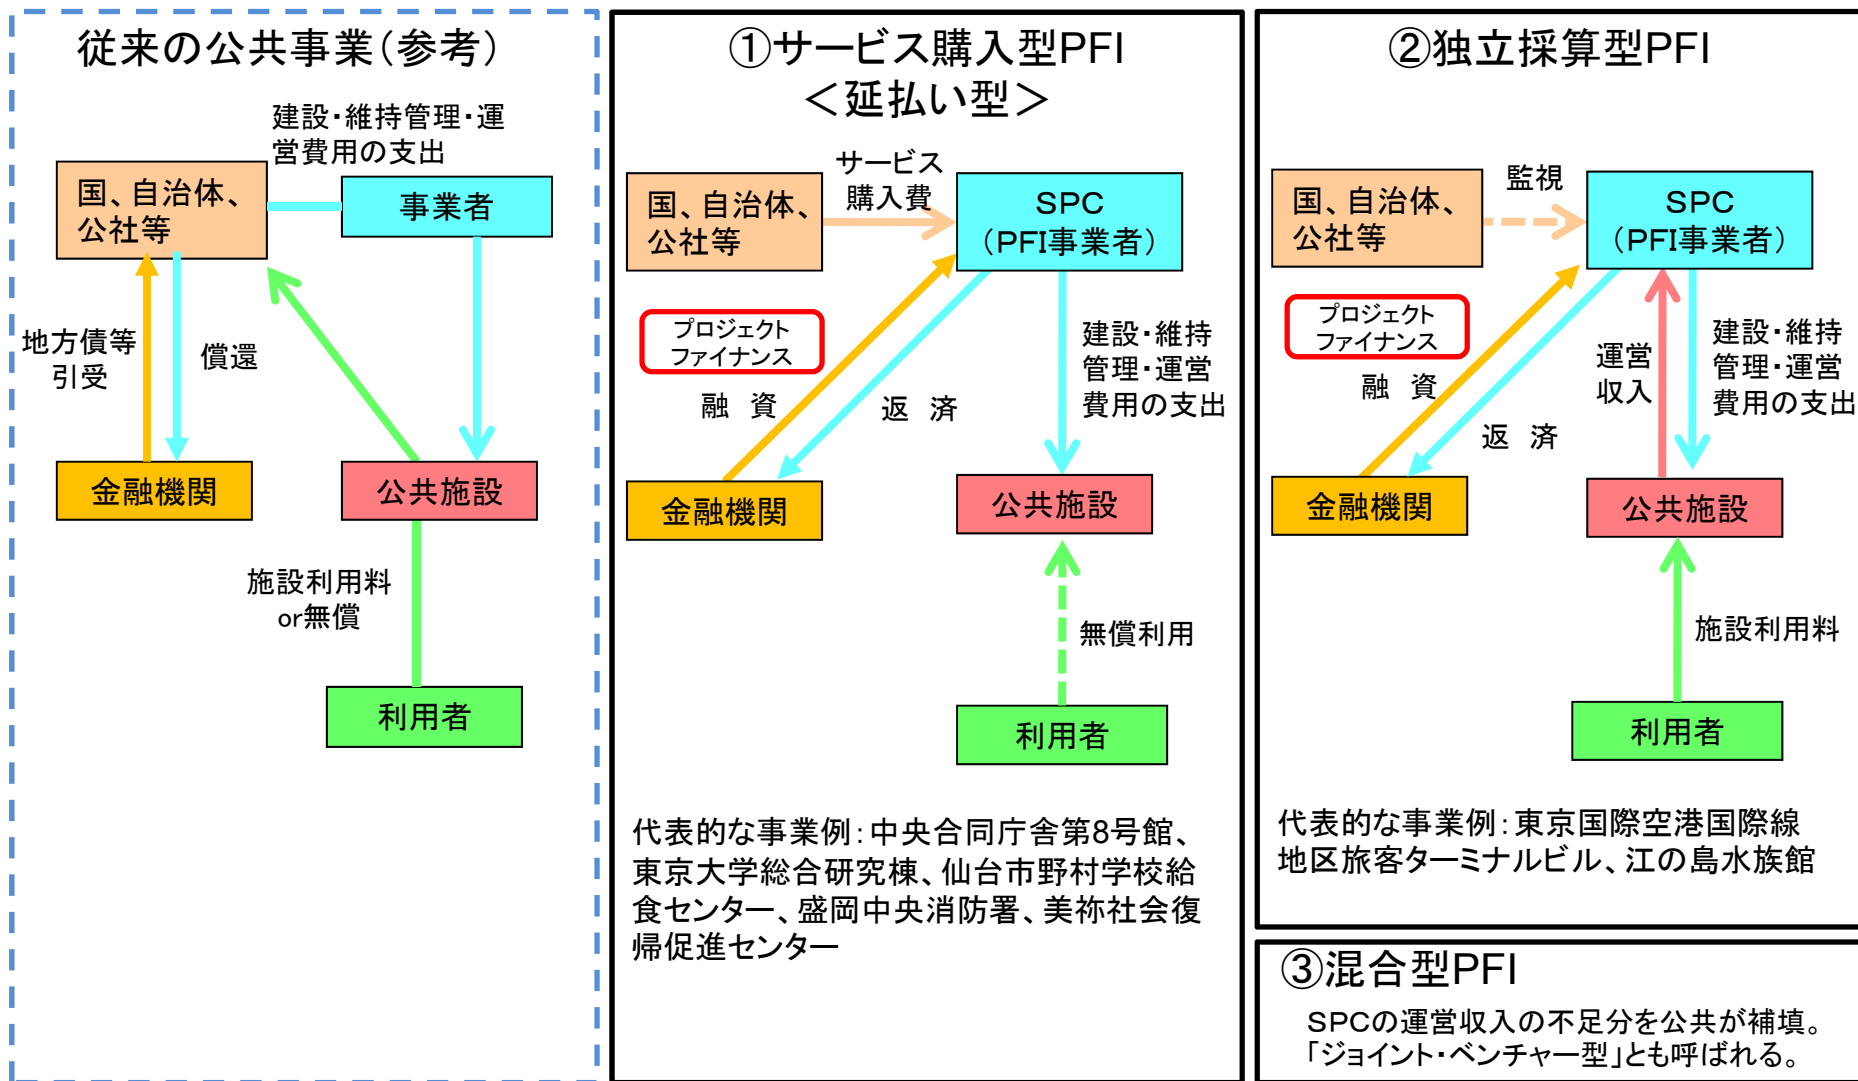 従来の公共事業(参考)
建設・維持管理・運
営費用の支出
国、自治体、
公社等
事業者
地方債等
引受
償還
金融機関
公共施設
施設利用料
or無償
利用者
①サービス購入型PFI
＜延払い型＞
サービス
購入費
国、自治体、
公社等
SPC
(PFI事業者)
プロジェクト
ファイナンス
融　資
返　済
建設・維持
管理・運営
費用の支出
金融機関
公共施設
無償利用
利用者
代表的な事業例：中央合同庁舎第8号館、
東京大学総合研究棟、仙台市野村学校給
食センター、盛岡中央消防署、美祢社会復
帰促進センター
②独立採算型PFI
監視
国、自治体、
公社等
SPC
(PFI事業者)
プロジェクト
ファイナンス
融　資
返　済
運営
収入
建設・維持
管理・運営
費用の支出
金融機関
公共施設
施設利用料
利用者
代表的な事業例：東京国際空港国際線
地区旅客ターミナルビル、江の島水族館
③混合型PFI
SPCの運営収入の不足分を公共が補填。
「ジョイント・ベンチャー型」とも呼ばれる。